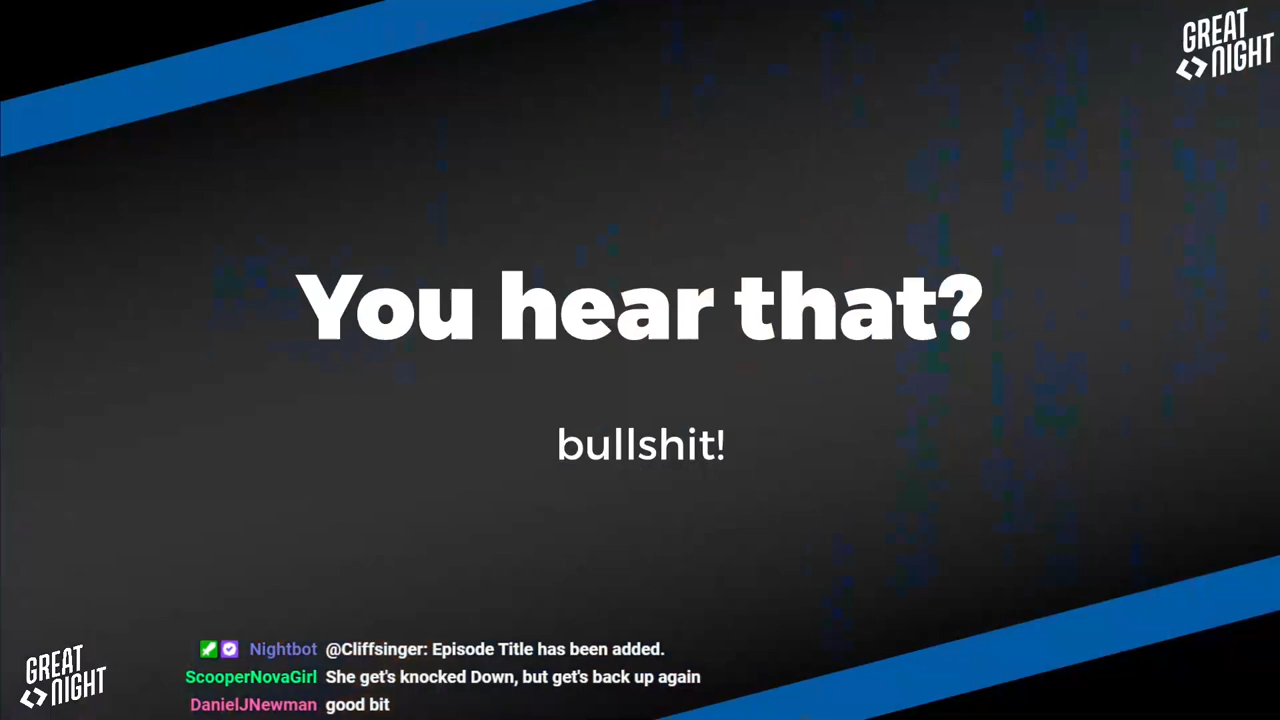 GREAT
NIGHT
You hear that?
bullshit!
GREAT
NIGHT
Nightbot @Cliffsinger: Episode Title has been added.
ScooperNovaGirl She get's knocked Down, but get's back up again
DanielJNewman good bit